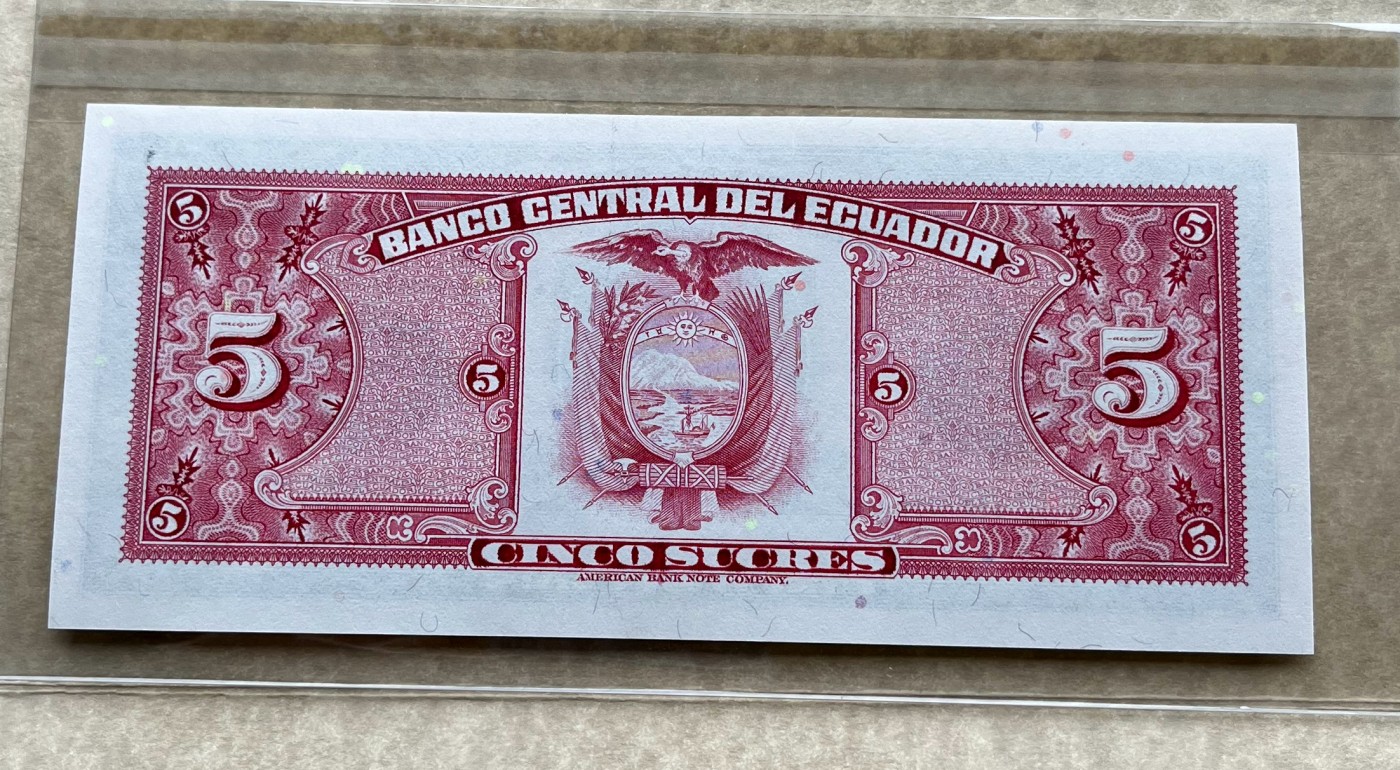 BANCO CENTRAL DEL ECUADOR
5 5
5 5
5 5
5 5
CINCO SUCRES
AMERICAN BANK NOTE COMPANY.